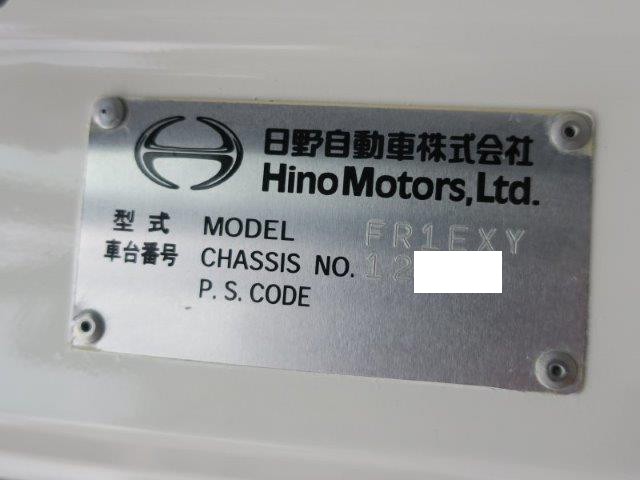 日野自動車株式会社
Hino Motors, Ltd.
型式 MODEL FR1EXY
車台番号 CHASSIS NO. 12
P.S.CODE